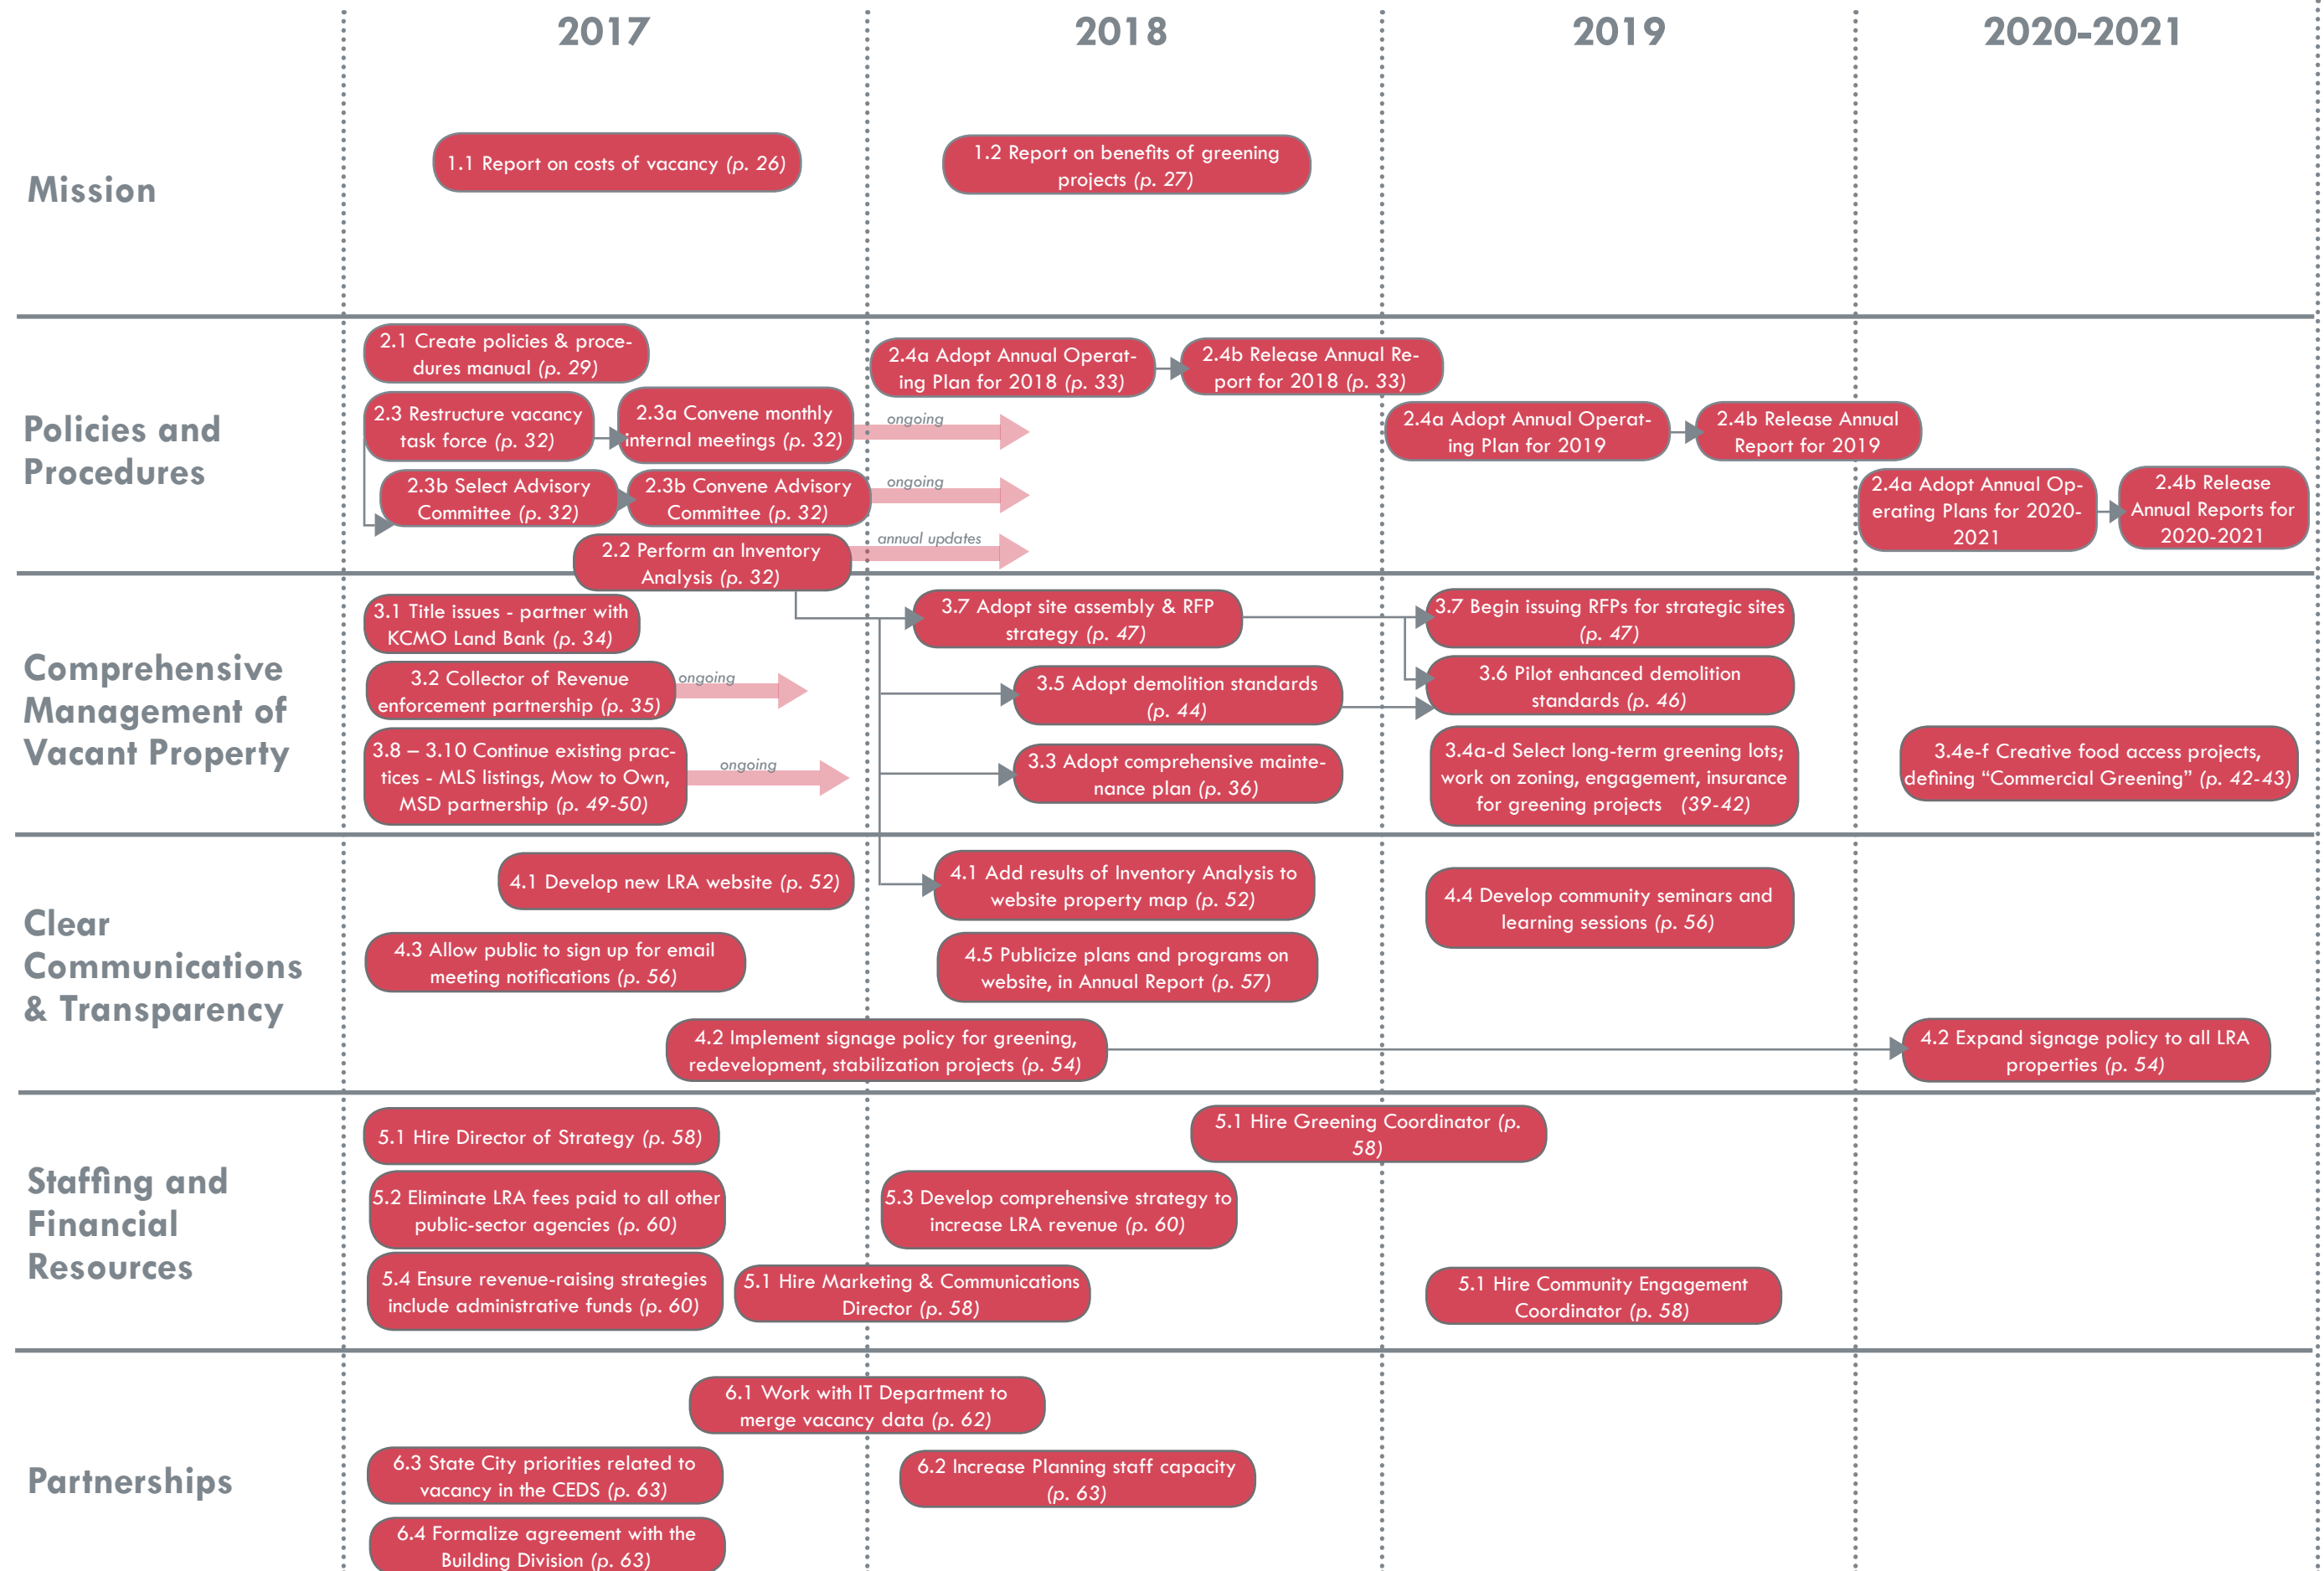 2017
2018
2019
2020-2021
Mission
1.1 Report on costs of vacancy (p. 26)
1.2 Report on benefits of greening
projects (p. 27)
Policies and
Procedures
2.1 Create policies & proce-
dures manual (p. 29)
2.3 Restructure vacancy
task force (p. 32)
2.3a Convene monthly
internal meetings (p. 32)
ongoing
2.3b Select Advisory
Committee (p. 32)
2.3b Convene Advisory
Committee (p. 32)
ongoing
2.2 Perform an Inventory
Analysis (p. 32)
annual updates
2.4a Adopt Annual Operat-
ing Plan for 2018 (p. 33)
2.4b Release Annual Re-
port for 2018 (p. 33)
2.4a Adopt Annual Operat-
ing Plan for 2019
2.4b Release Annual
Report for 2019
2.4a Adopt Annual Op-
erating Plans for 2020-
2021
2.4b Release
Annual Reports for
2020-2021
Comprehensive
Management of
Vacant Property
3.1 Title issues - partner with
KCMO Land Bank (p. 34)
3.2 Collector of Revenue
enforcement partnership (p. 35)
ongoing
3.8 – 3.10 Continue existing prac-
tices - MLS listings, Mow to Own,
MSD partnership (p. 49-50)
ongoing
3.7 Adopt site assembly & RFP
strategy (p. 47)
3.5 Adopt demolition standards
(p. 44)
3.3 Adopt comprehensive mainte-
nance plan (p. 36)
3.7 Begin issuing RFPs for strategic sites
(p. 47)
3.6 Pilot enhanced demolition
standards (p. 46)
3.4a-d Select long-term greening lots;
work on zoning, engagement, insurance
for greening projects (39-42)
3.4e-f Creative food access projects,
defining “Commercial Greening” (p. 42-43)
Clear
Communications
& Transparency
4.1 Develop new LRA website (p. 52)
4.3 Allow public to sign up for email
meeting notifications (p. 56)
4.1 Add results of Inventory Analysis to
website property map (p. 52)
4.5 Publicize plans and programs on
website, in Annual Report (p. 57)
4.2 Implement signage policy for greening,
redevelopment, stabilization projects (p. 54)
4.4 Develop community seminars and
learning sessions (p. 56)
4.2 Expand signage policy to all LRA
properties (p. 54)
Staffing and
Financial
Resources
5.1 Hire Director of Strategy (p. 58)
5.2 Eliminate LRA fees paid to all other
public-sector agencies (p. 60)
5.4 Ensure revenue-raising strategies
include administrative funds (p. 60)
5.1 Hire Marketing & Communications
Director (p. 58)
5.3 Develop comprehensive strategy to
increase LRA revenue (p. 60)
5.1 Hire Greening Coordinator (p.
58)
5.1 Hire Community Engagement
Coordinator (p. 58)
Partnerships
6.1 Work with IT Department to
merge vacancy data (p. 62)
6.3 State City priorities related to
vacancy in the CEDS (p. 63)
6.2 Increase Planning staff capacity
(p. 63)
6.4 Formalize agreement with the
Building Division (p. 63)